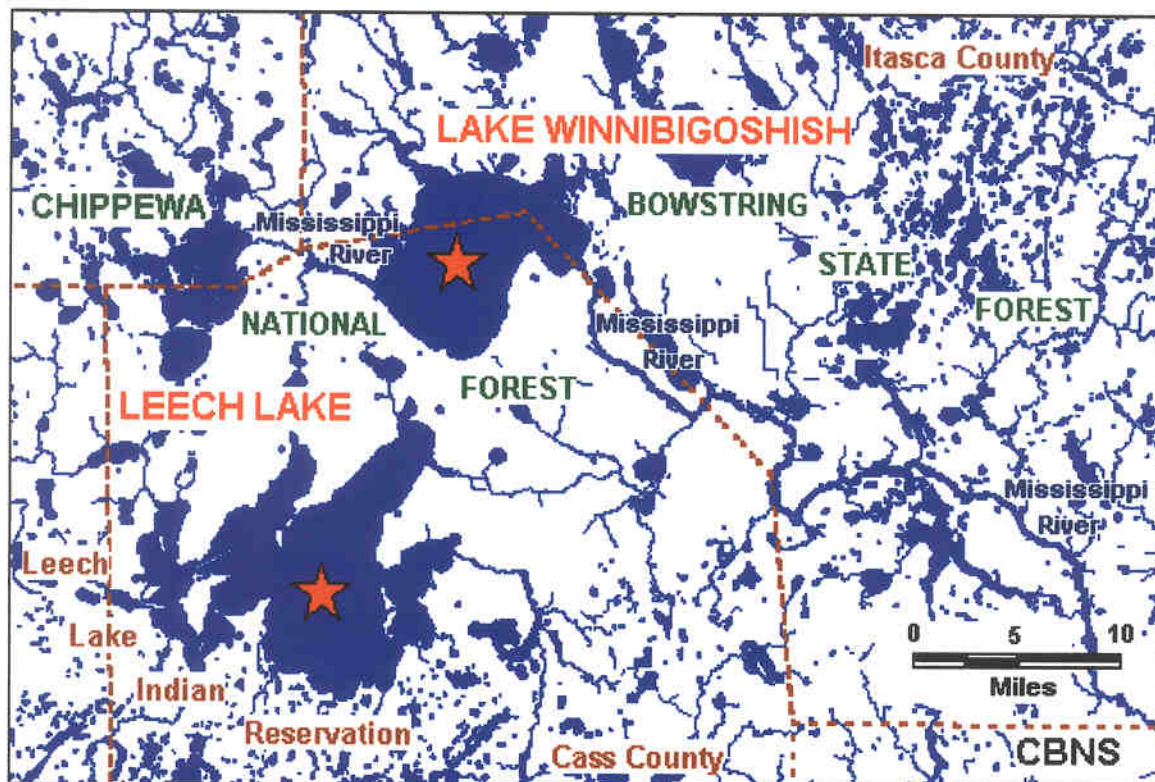 Itasca County
LAKE WINNIBIGOSHISH
CHIPPEWA
BOWSTRING
Mississippi
River
STATE
NATIONAL
FOREST
Mississippi
River
FOREST
LEECH LAKE
Mississippi
River
Leech
Lake
Indian
Reservation
Cass County
0 5 10
Miles
CBNS